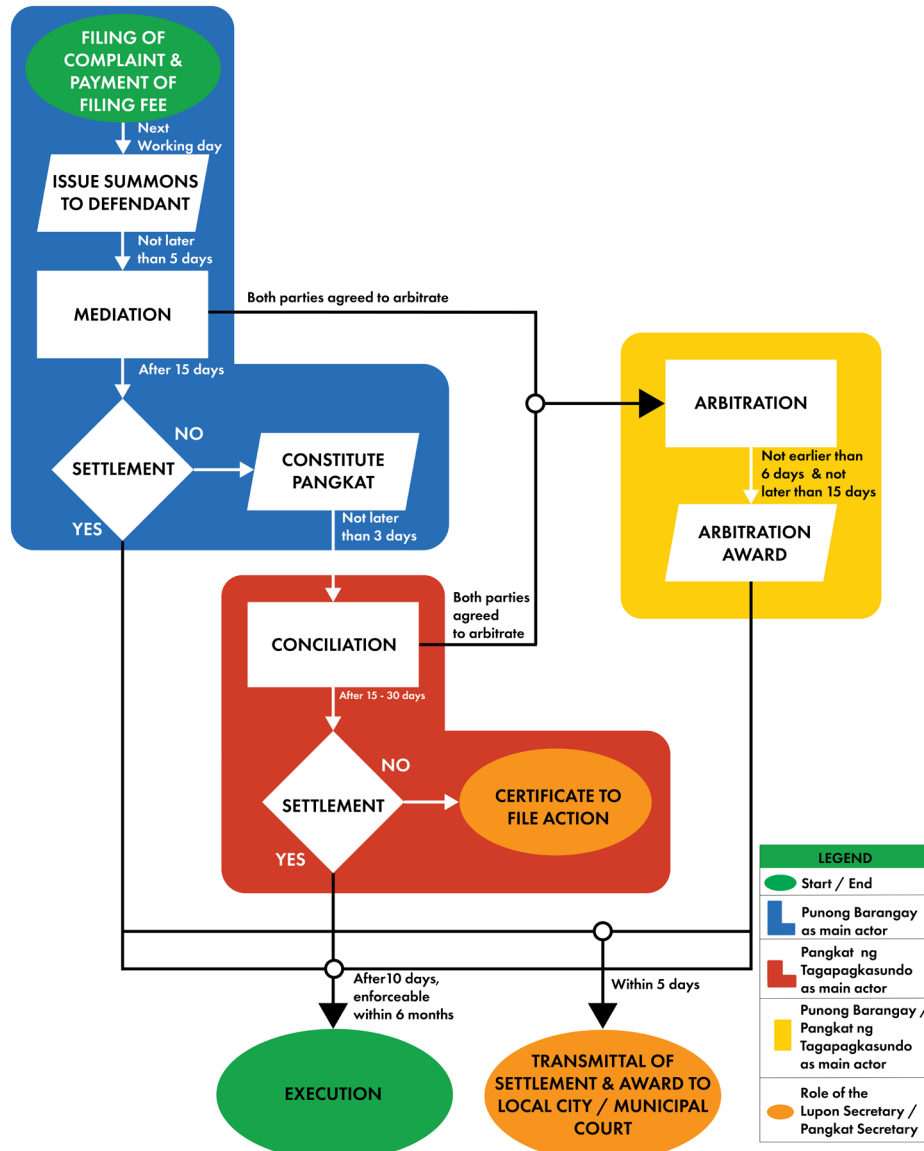 FILING OF
COMPLAINT &
PAYMENT OF
FILING FEE
Next
Working day
ISSUE SUMMONS
TO DEFENDANT
Not later
than 5 days
MEDIATION
Both parties agreed to arbitrate
After 15 days
NO
SETTLEMENT
YES
CONSTITUTE
PANGKAT
Not later
than 3 days
ARBITRATION
Not earlier than
6 days & not
later than 15 days
ARBITRATION
AWARD
CONCILIATION
Both parties
agreed
to arbitrate
After 15 - 30 days
NO
SETTLEMENT
YES
CERTIFICATE TO
FILE ACTION
After10 days,
enforceable
within 6 months
Within 5 days
EXECUTION
TRANSMITTAL OF
SETTLEMENT & AWARD TO
LOCAL CITY / MUNICIPAL
COURT
LEGEND
Start / End
Punong Barangay
as main actor
Pangkat ng
Tagapagkasundo
as main actor
Punong Barangay /
Pangkat ng
Tagapagkasundo
as main actor
Role of the
Lupon Secretary /
Pangkat Secretary